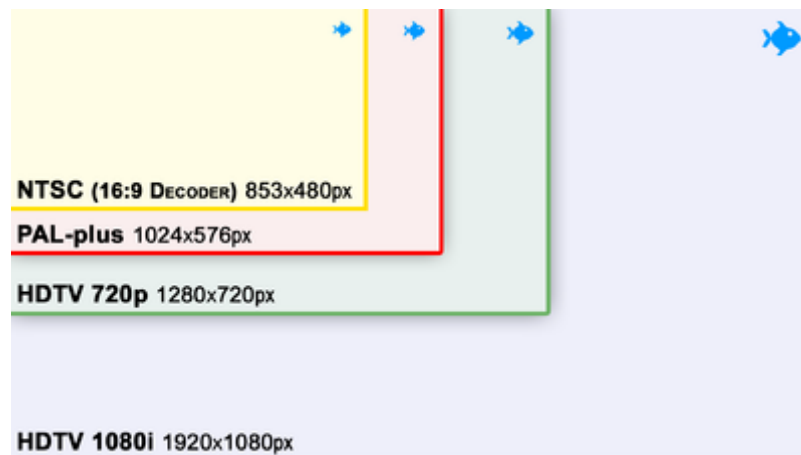 NTSC (16:9 DECODER) 853x480px
PAL-plus 1024x576px
HDTV 720p 1280x720px
HDTV 1080i 1920x1080px